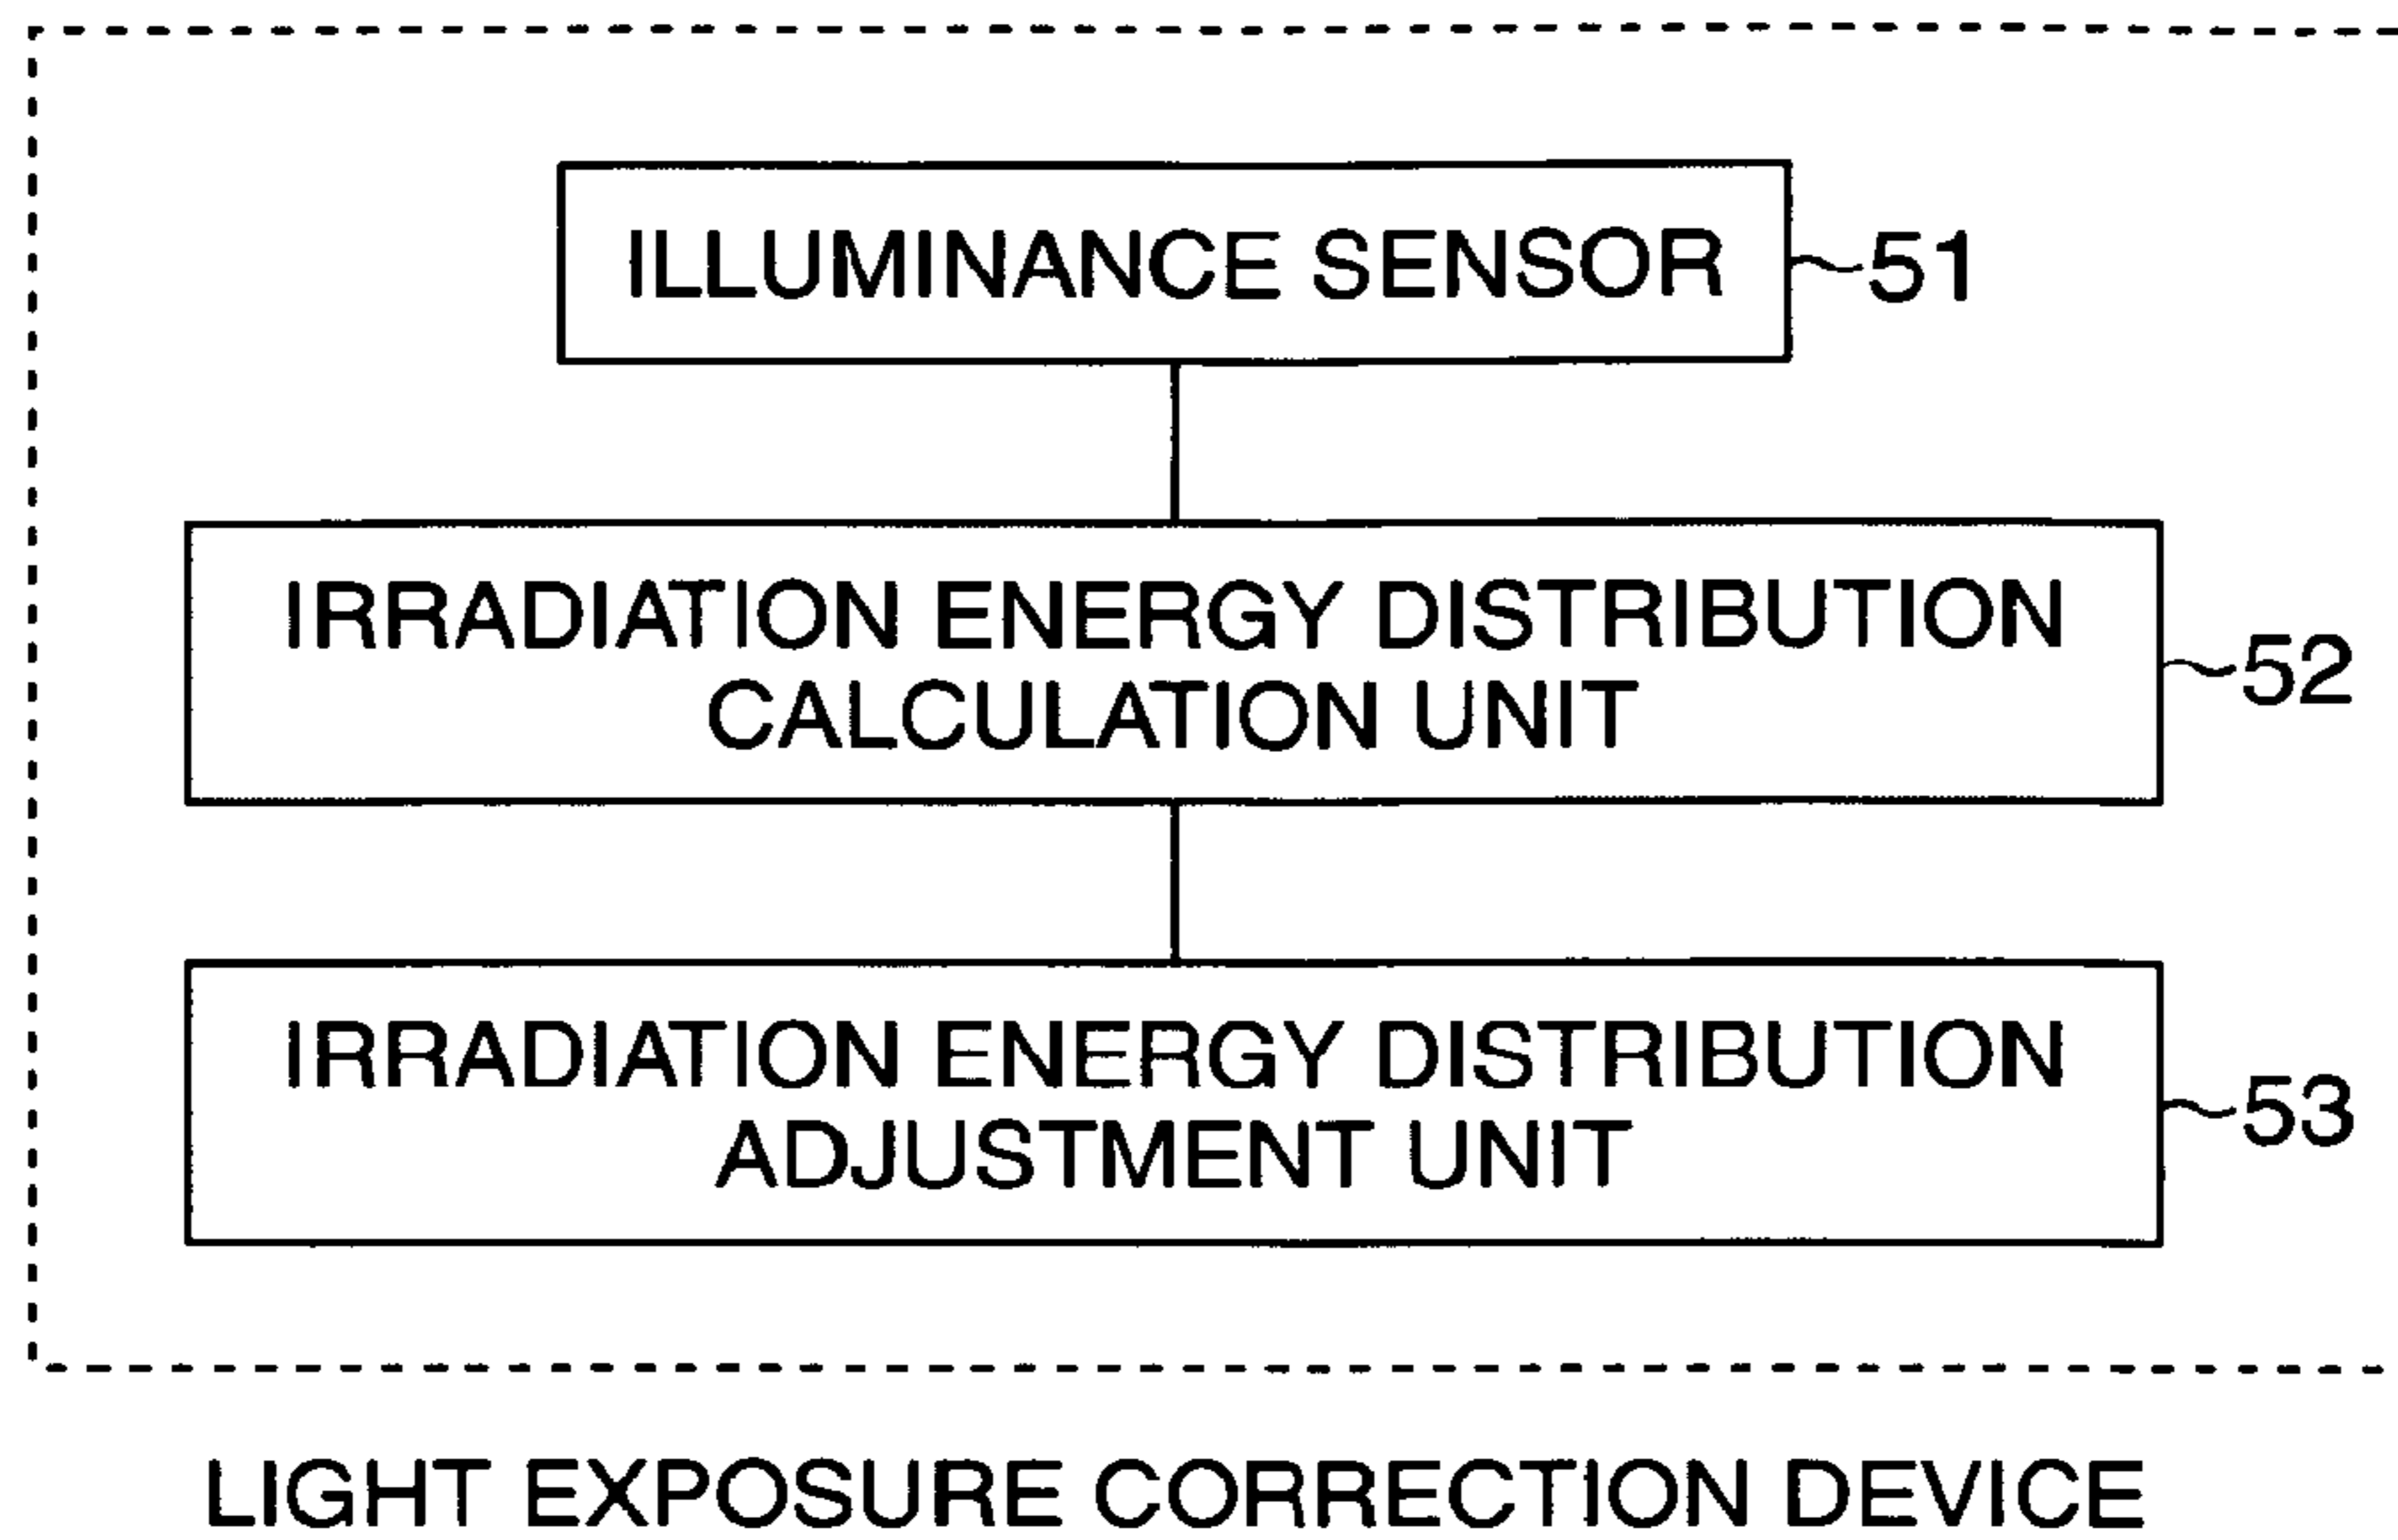 ILLUMINANCE SENSOR 51
IRRADIATION ENERGY DISTRIBUTION
CALCULATION UNIT
52
IRRADIATION ENERGY DISTRIBUTION
ADJUSTMENT UNIT
53
LIGHT EXPOSURE CORRECTION DEVICE